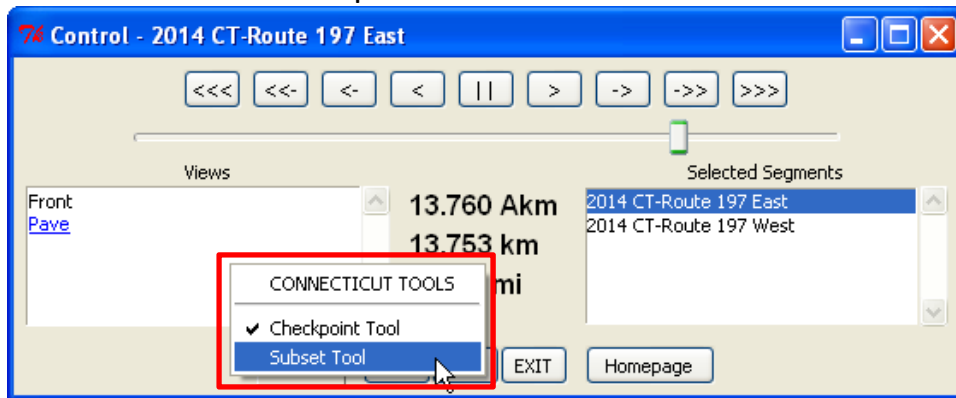 Control - 2014 CT-Route 197 East
<<< <<- <- < || > -> ->> >>>
Views
Selected Segments
Front
Pave
13.760 Akm
13.753 km
mi
2014 CT-Route 197 East
2014 CT-Route 197 West
CONNECTICUT TOOLS
✔ Checkpoint Tool
Subset Tool
EXIT
Homepage